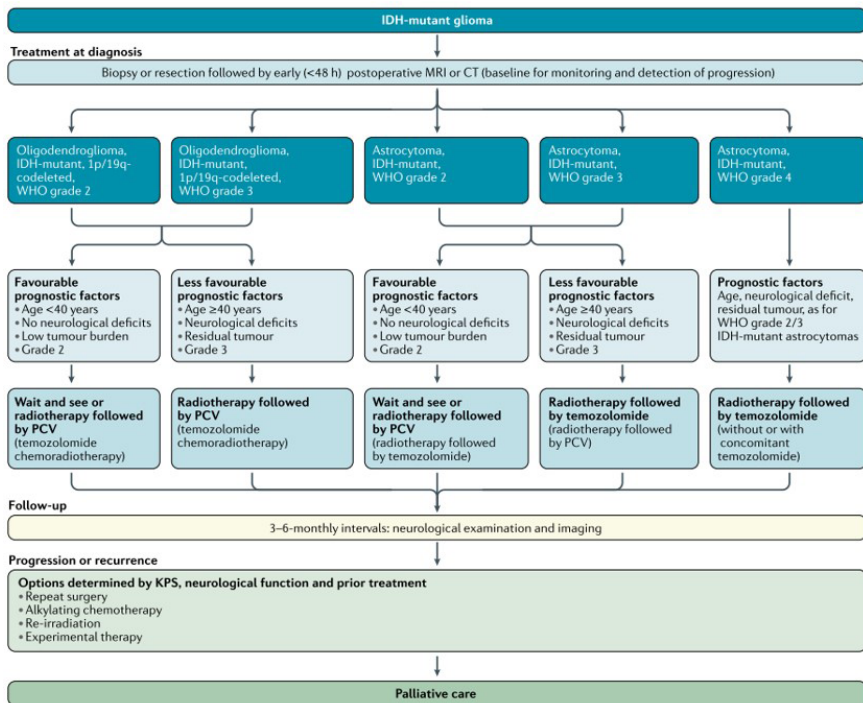 IDH-mutant glioma
Treatment at diagnosis
Biopsy or resection followed by early (<48 h) postoperative MRI or CT (baseline for monitoring and detection of progression)
Oligodendroglioma,
IDH-mutant, 1p/19q-
codeleted,
WHO grade 2
Oligodendroglioma,
IDH-mutant,
1p/19q-codeleted,
WHO grade 3
Astrocytoma,
IDH-mutant,
WHO grade 2
Astrocytoma,
IDH-mutant,
WHO grade 3
Astrocytoma,
IDH-mutant,
WHO grade 4
Favourable
prognostic factors
• Age <40 years
• No neurological deficits
• Low tumour burden
• Grade 2
Less favourable
prognostic factors
• Age ≥40 years
• Neurological deficits
• Residual tumour
• Grade 3
Favourable
prognostic factors
• Age <40 years
• No neurological deficits
• Low tumour burden
• Grade 2
Less favourable
prognostic factors
• Age ≥40 years
• Neurological deficits
• Residual tumour
• Grade 3
Prognostic factors
Age, neurological deficit,
residual tumour, as for
WHO grade 2/3
IDH-mutant astrocytomas
Wait and see or
radiotherapy followed
by PCV
(temozolomide
chemoradiotherapy)
Radiotherapy followed
by PCV
(temozolomide
chemoradiotherapy)
Wait and see or
radiotherapy followed
by PCV
(radiotherapy followed
by temozolomide)
Radiotherapy followed
by temozolomide
(radiotherapy followed
by PCV)
Radiotherapy followed
by temozolomide
(without or with
concomitant
temozolomide)
Follow-up
3–6-monthly intervals: neurological examination and imaging
Progression or recurrence
Options determined by KPS, neurological function and prior treatment
• Repeat surgery
• Alkylating chemotherapy
• Re-irradiation
• Experimental therapy
Palliative care